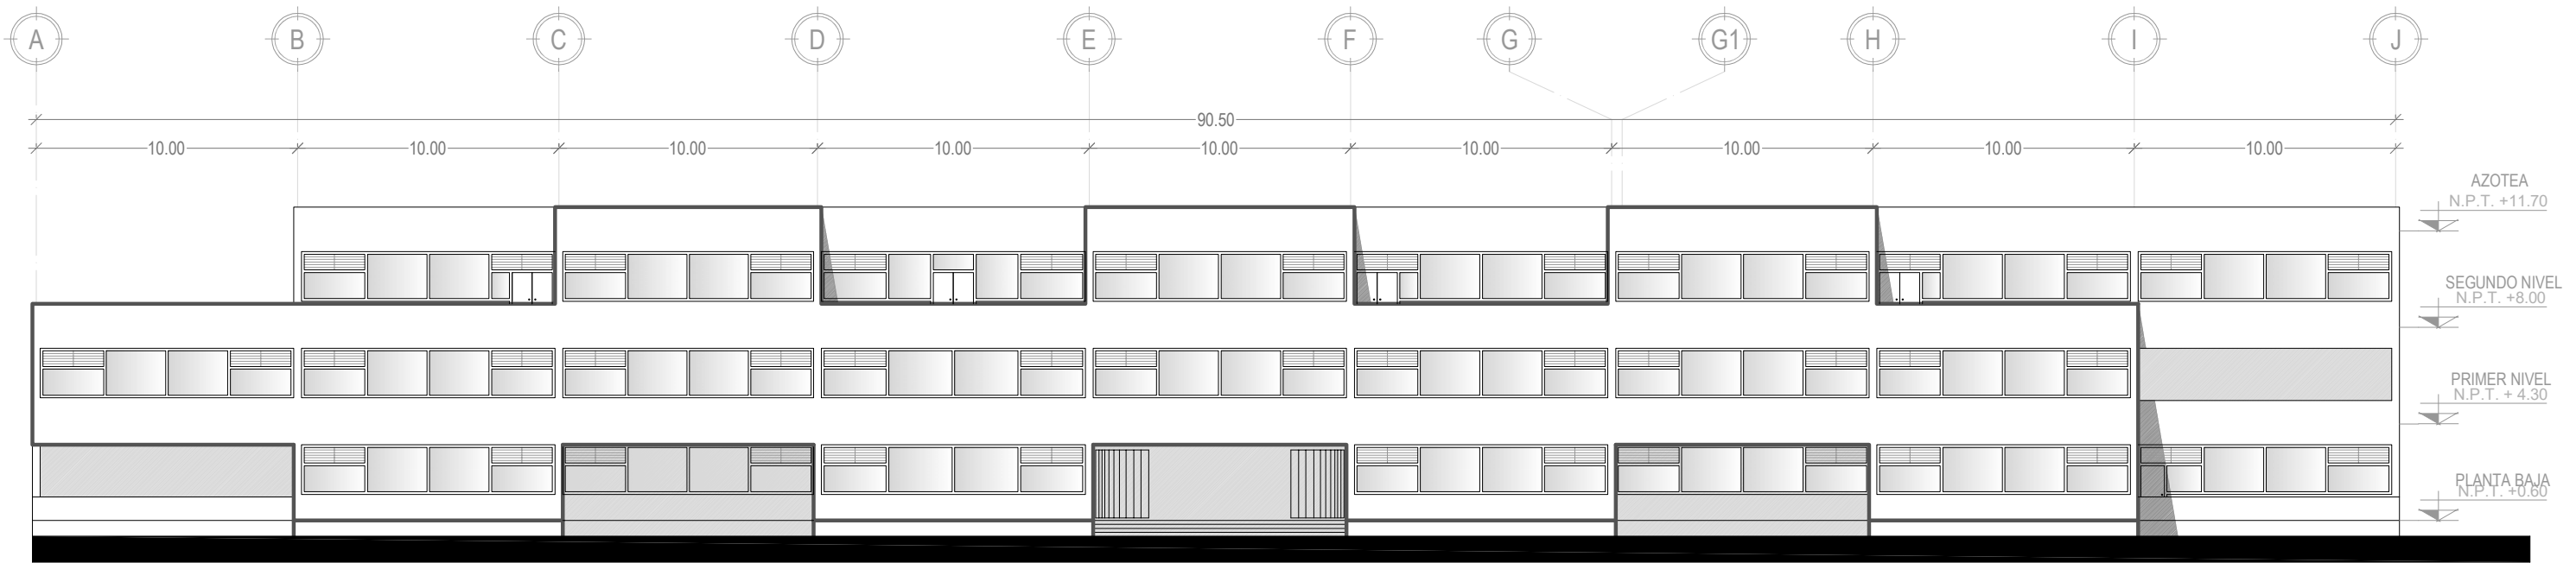 A B C D E F G G1 H I J
90.50
10.00 10.00 10.00 10.00 10.00 10.00 10.00 10.00 10.00
AZOTEA
N.P.T. +11.70
SEGUNDO NIVEL
N.P.T. +8.00
PRIMER NIVEL
N.P.T. + 4.30
PLANTA BAJA
N.P.T. +0.60